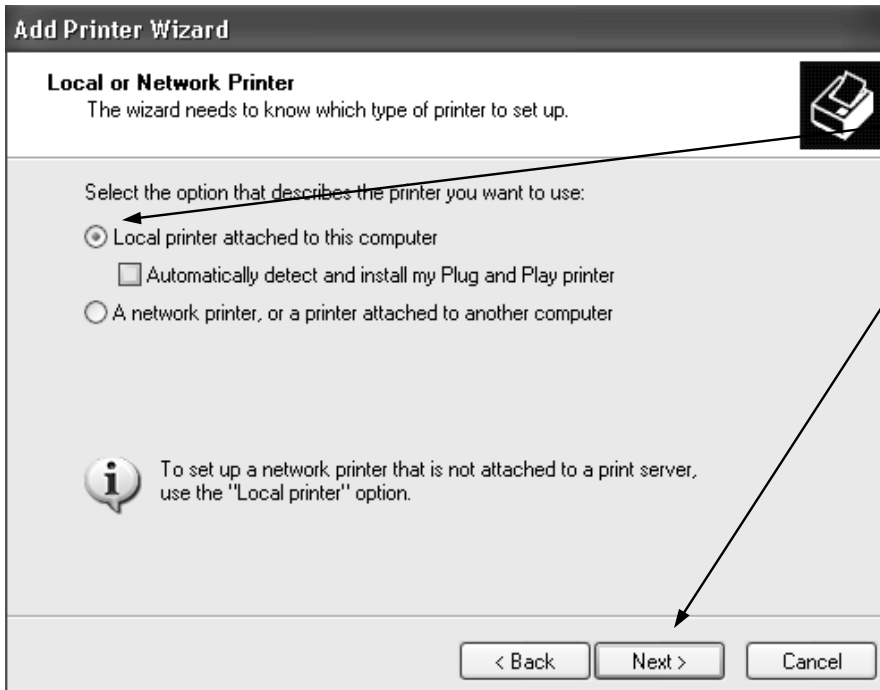 Add Printer Wizard
Local or Network Printer
The wizard needs to know which type of printer to set up.
Select the option that describes the printer you want to use:
Local printer attached to this computer
Automatically detect and install my Plug and Play printer
A network printer, or a printer attached to another computer
To set up a network printer that is not attached to a print server,
use the "Local printer" option.
< Back Next > Cancel